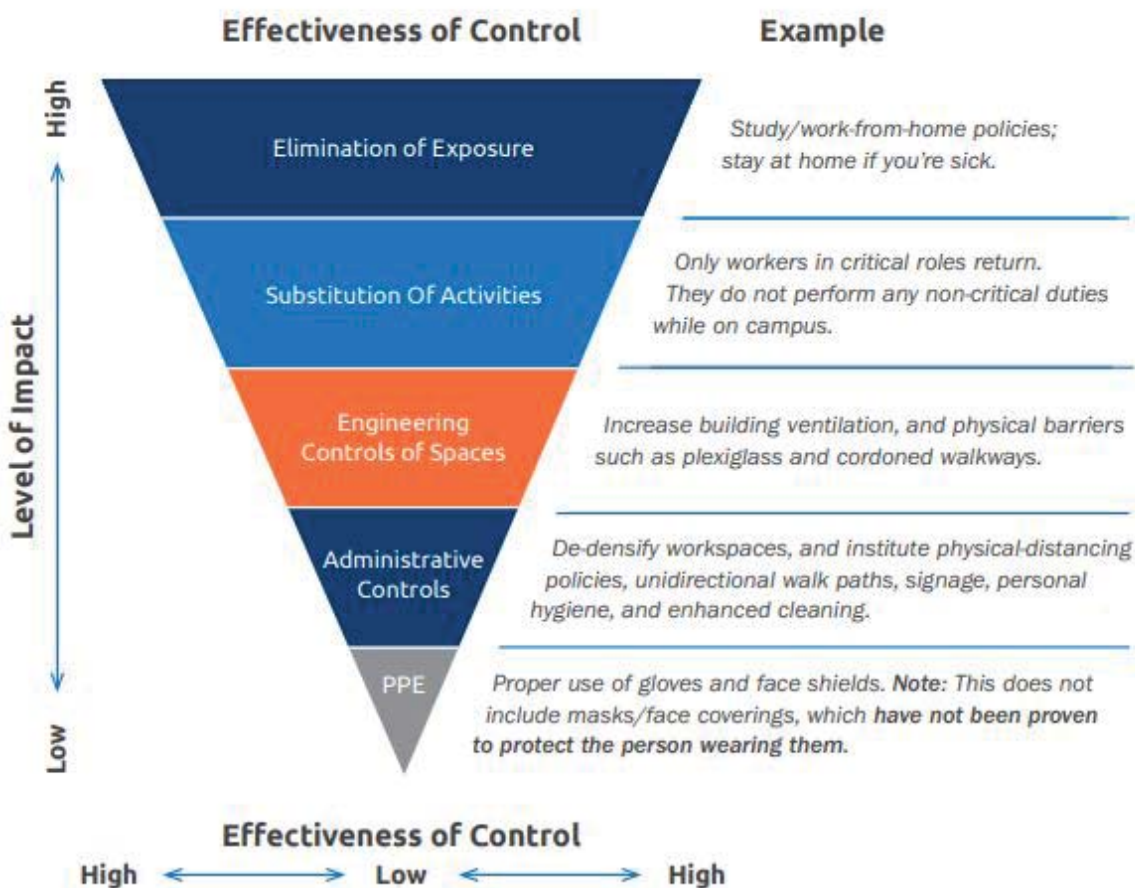 Effectiveness of Control
Example
High
Level of Impact
Low
Elimination of Exposure
Study/work-from-home policies;
stay at home if you're sick.
Substitution Of Activities
Only workers in critical roles return.
They do not perform any non-critical duties
while on campus.
Engineering
Controls of Spaces
Increase building ventilation, and physical barriers
such as plexiglass and cordoned walkways.
Administrative
Controls
De-densify workspaces, and institute physical-distancing
policies, unidirectional walk paths, signage, personal
hygiene, and enhanced cleaning.
PPE
Proper use of gloves and face shields. Note: This does not
include masks/face coverings, which have not been proven
to protect the person wearing them.
Effectiveness of Control
High Low High